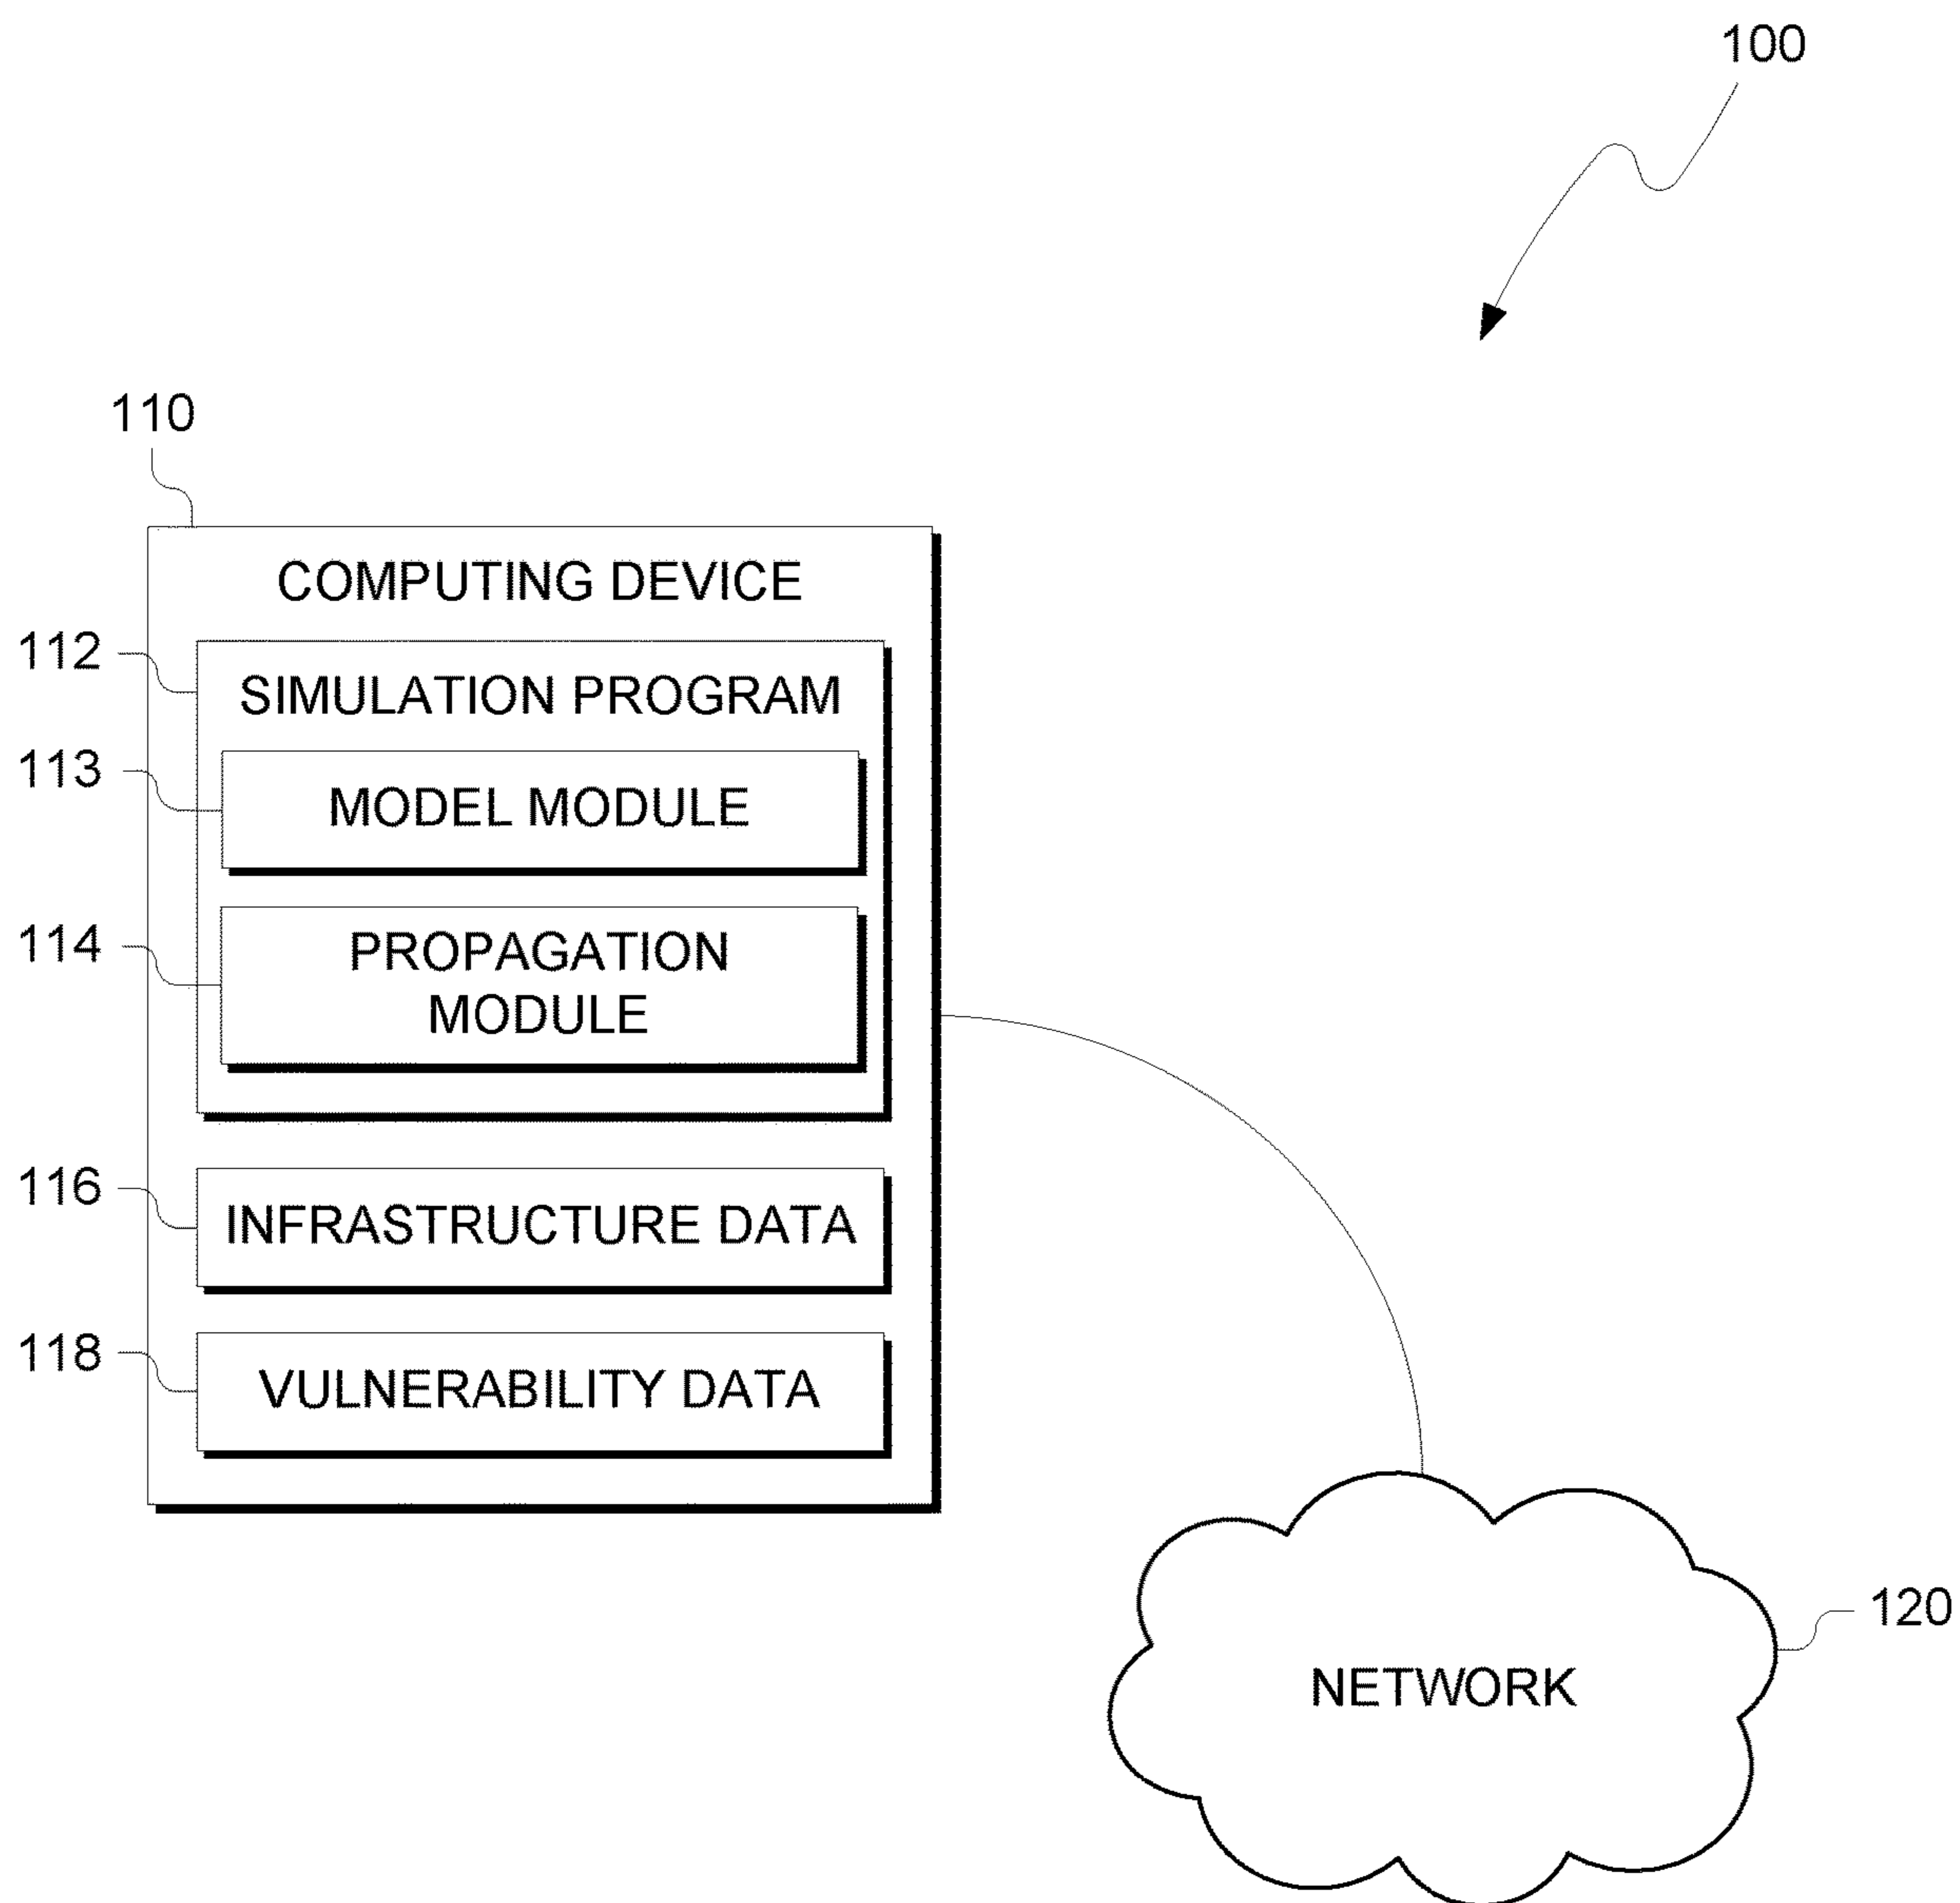 100
110
COMPUTING DEVICE
112
SIMULATION PROGRAM
113
MODEL MODULE
114
PROPAGATION
MODULE
116
INFRASTRUCTURE DATA
118
VULNERABILITY DATA
120
NETWORK